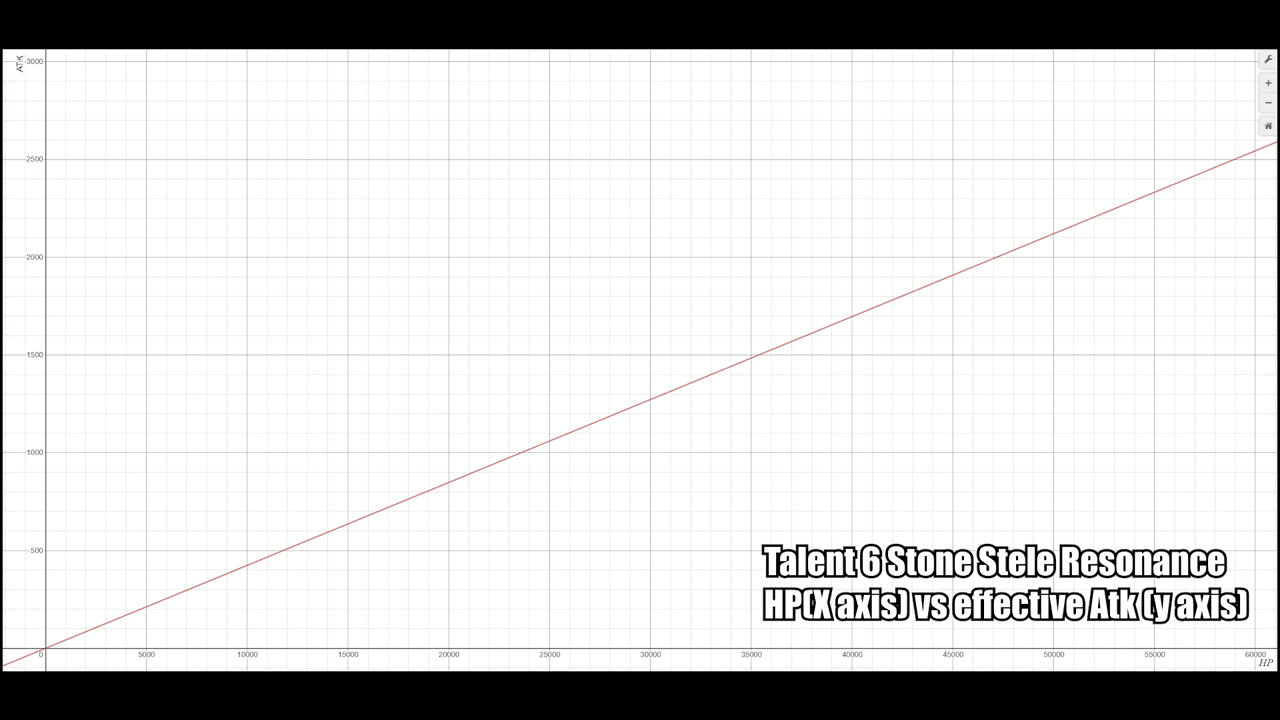 ATK
3000
2500
2000
1500
1000
500
0 5000 10000 15000 20000 25000 30000 35000 40000 45000 50000 55000 60000
HP
+
−
Talent 6 Stone Stele Resonance
HP(X axis) vs effective Atk (y axis)